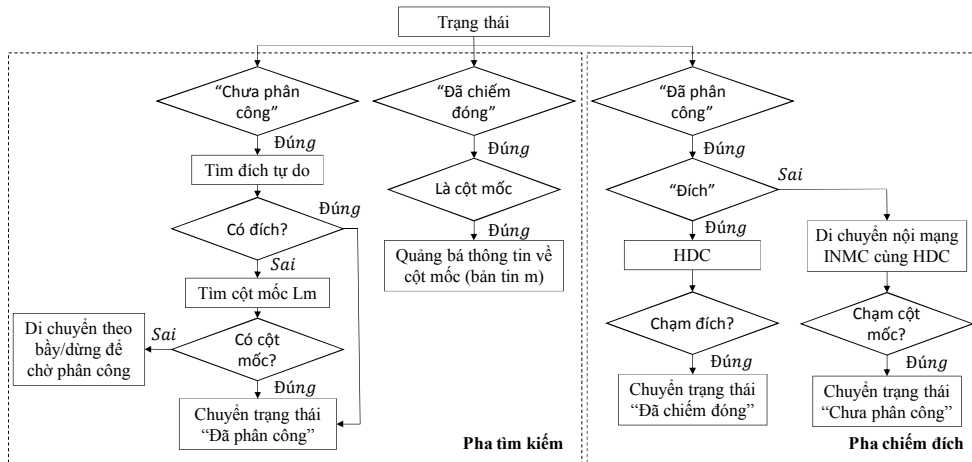 Trạng thái
“Chưa phân
công”
Đúng
Tìm đích tự do
Đúng
Có đích?
Sai
Tìm cột mốc Lm
Có cột
mốc?
Sai
Di chuyển theo
bầy/dừng để
chờ phân công
Đúng
Chuyển trạng thái
“Đã phân công”
“Đã chiếm
đóng”
Đúng
Là cột mốc
Đúng
Quảng bá thông tin về
cột mốc (bản tin m)
Pha tìm kiếm
“Đã phân
công”
Đúng
“Đích”
Sai
Đúng
HDC
Chạm đích?
Đúng
Chuyển trạng thái
“Đã chiếm đóng”
Di chuyển nội mạng
INMC cùng HDC
Chạm cột
mốc?
Đúng
Chuyển trạng thái
“Chưa phân công”
Pha chiếm đích